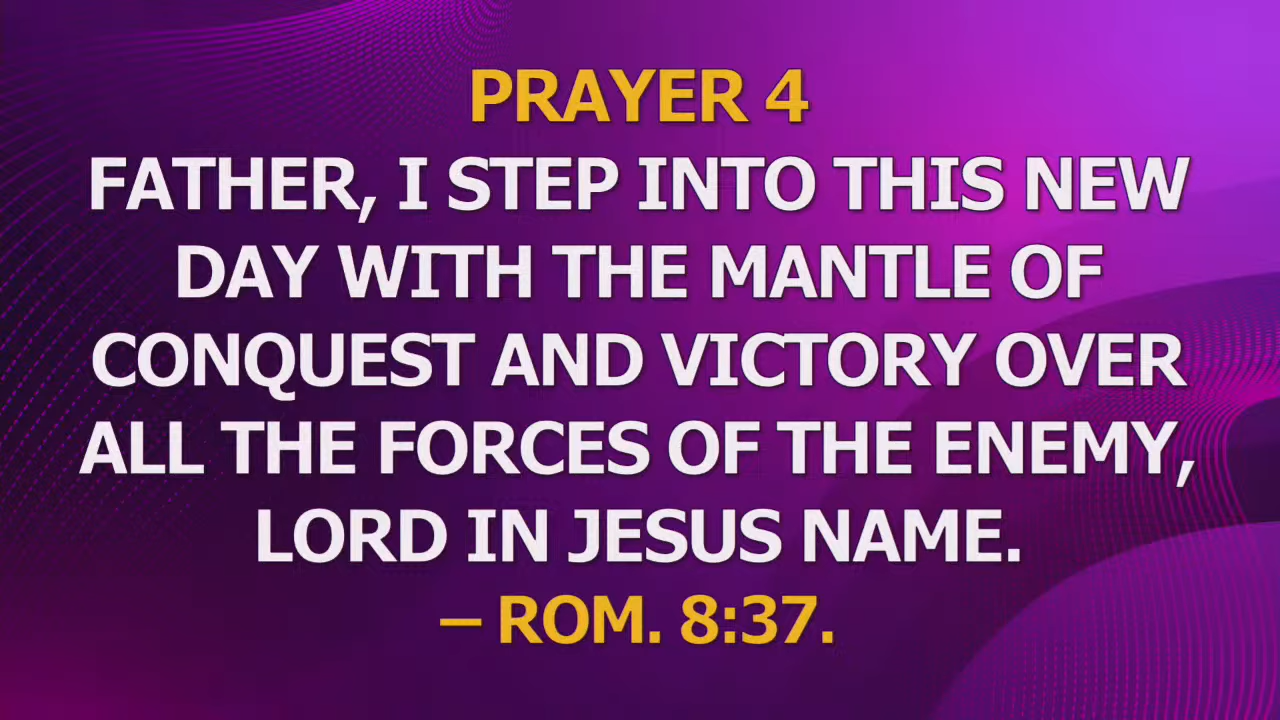 PRAYER 4
FATHER, I STEP INTO THIS NEW
DAY WITH THE MANTLE OF
CONQUEST AND VICTORY OVER
ALL THE FORCES OF THE ENEMY,
LORD IN JESUS NAME.
– ROM. 8:37.